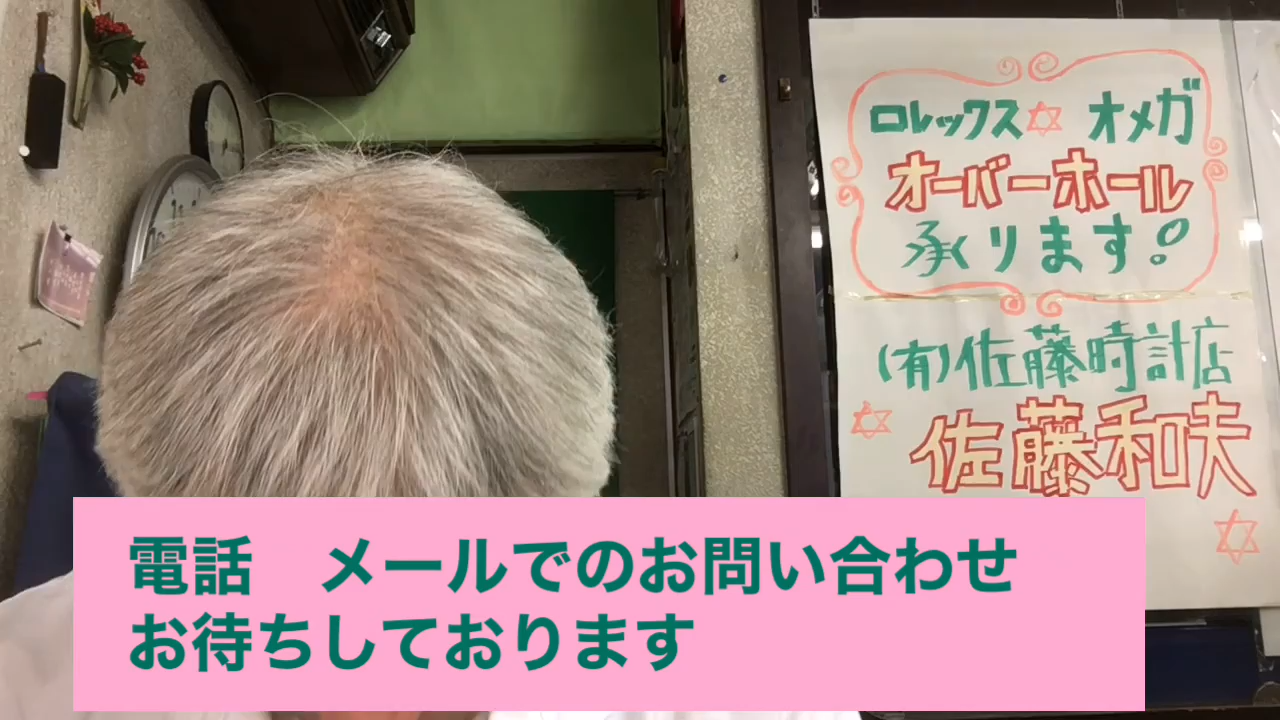 ロレックス✡オメガ
オーバーホール
承ります!
(有)佐藤時計店
佐藤和夫
電話　メールでのお問い合わせ
お待ちしております